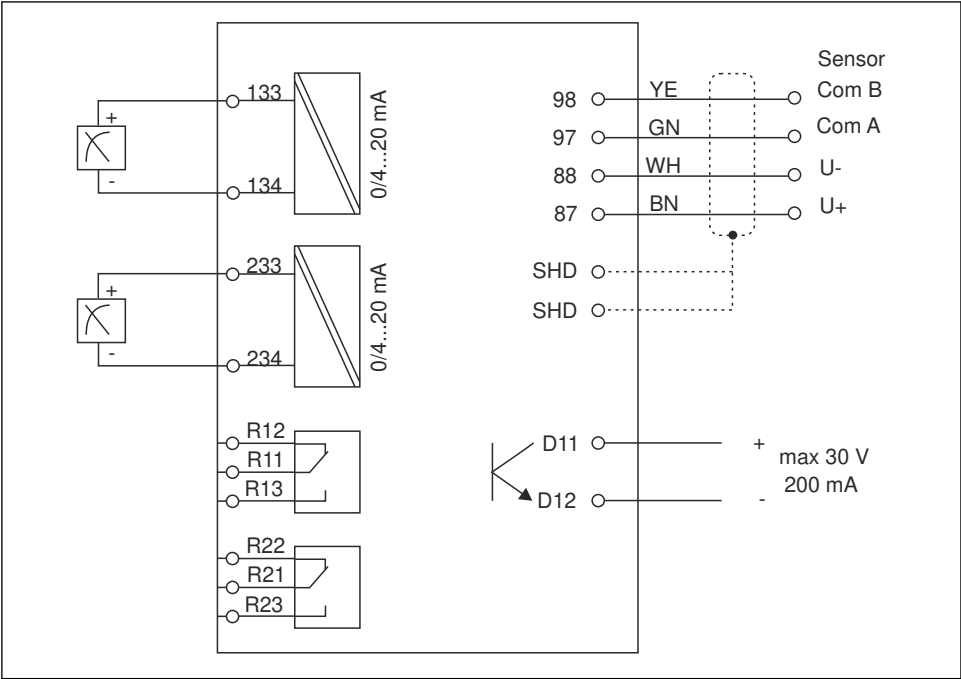 133
+
-
134
0/4...20 mA
233
+
-
234
0/4...20 mA
R12
R11
R13
R22
R21
R23
Sensor
98 YE Com B
97 GN Com A
88 WH U-
87 BN U+
SHD
SHD
D11 +
max 30 V
200 mA
D12 -